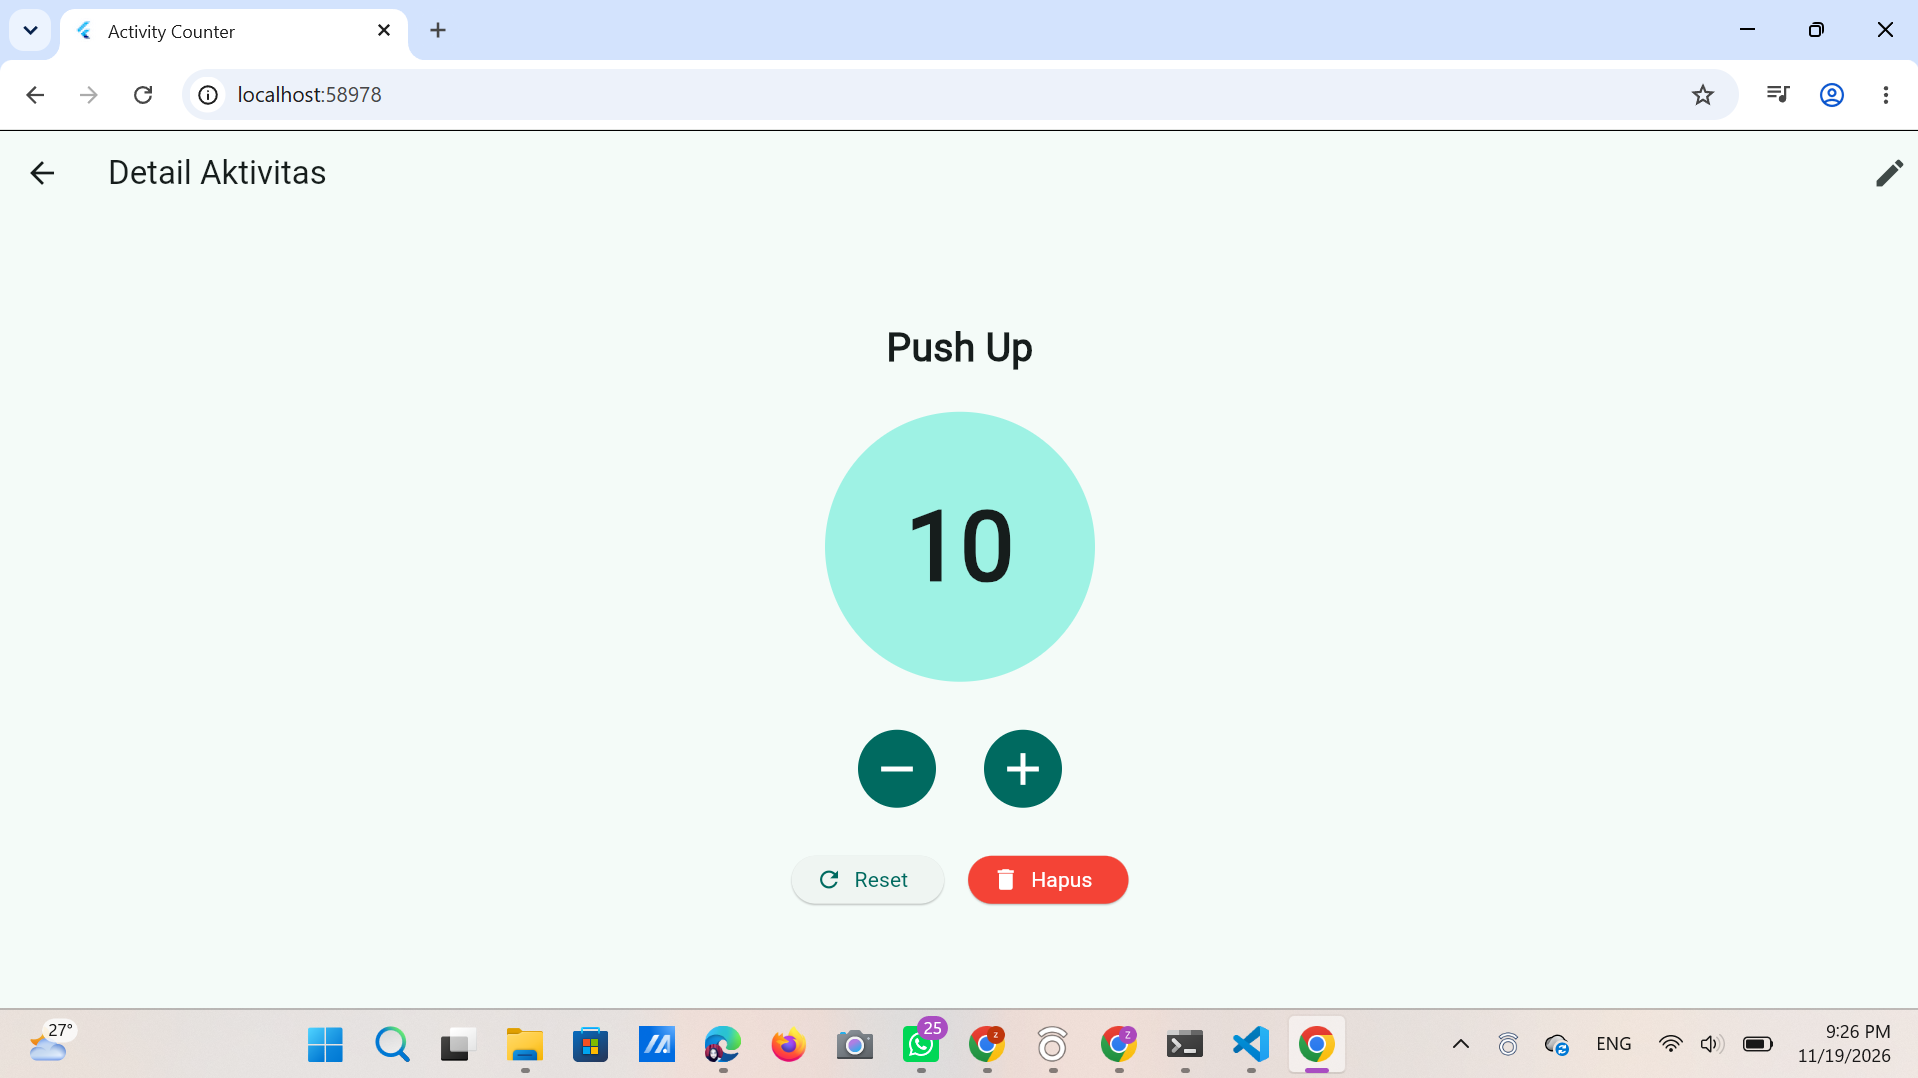 Activity Counter
localhost:58978
Detail Aktivitas
Push Up
10
Reset
Hapus
27°
25
z
z
ENG
9:26 PM
11/19/2026